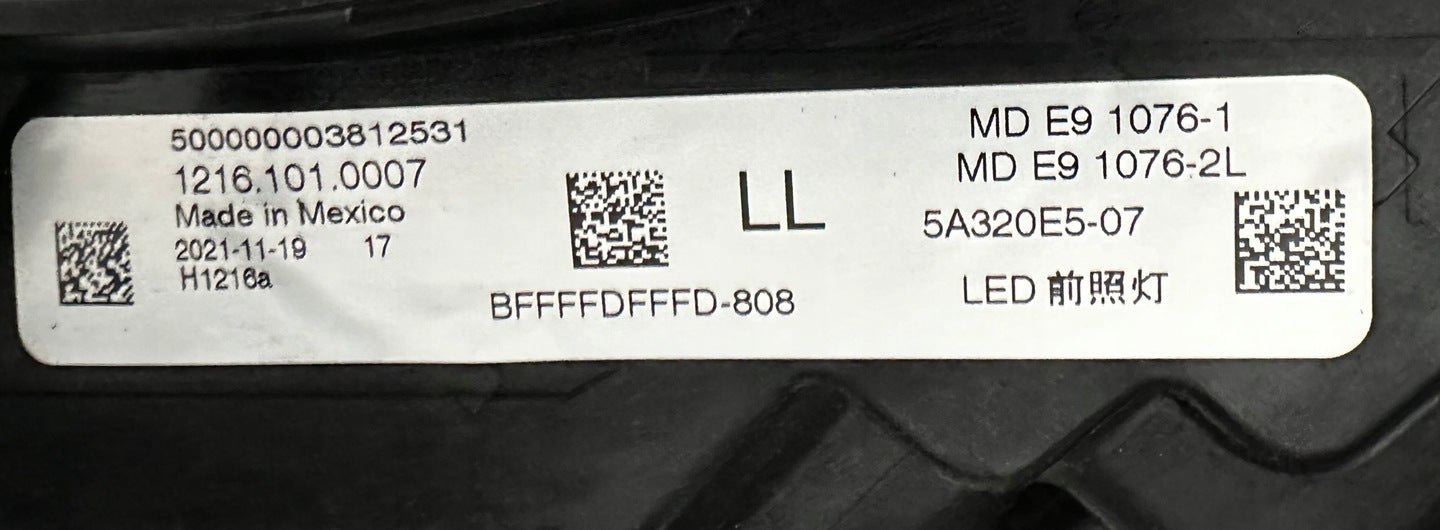 500000003812531
1216.101.0007
Made in Mexico
2021-11-19 17
H1216a
BFFFFDFFFD-808
LL
MD E9 1076-1
MD E9 1076-2L
5A320E5-07
LED 前照灯